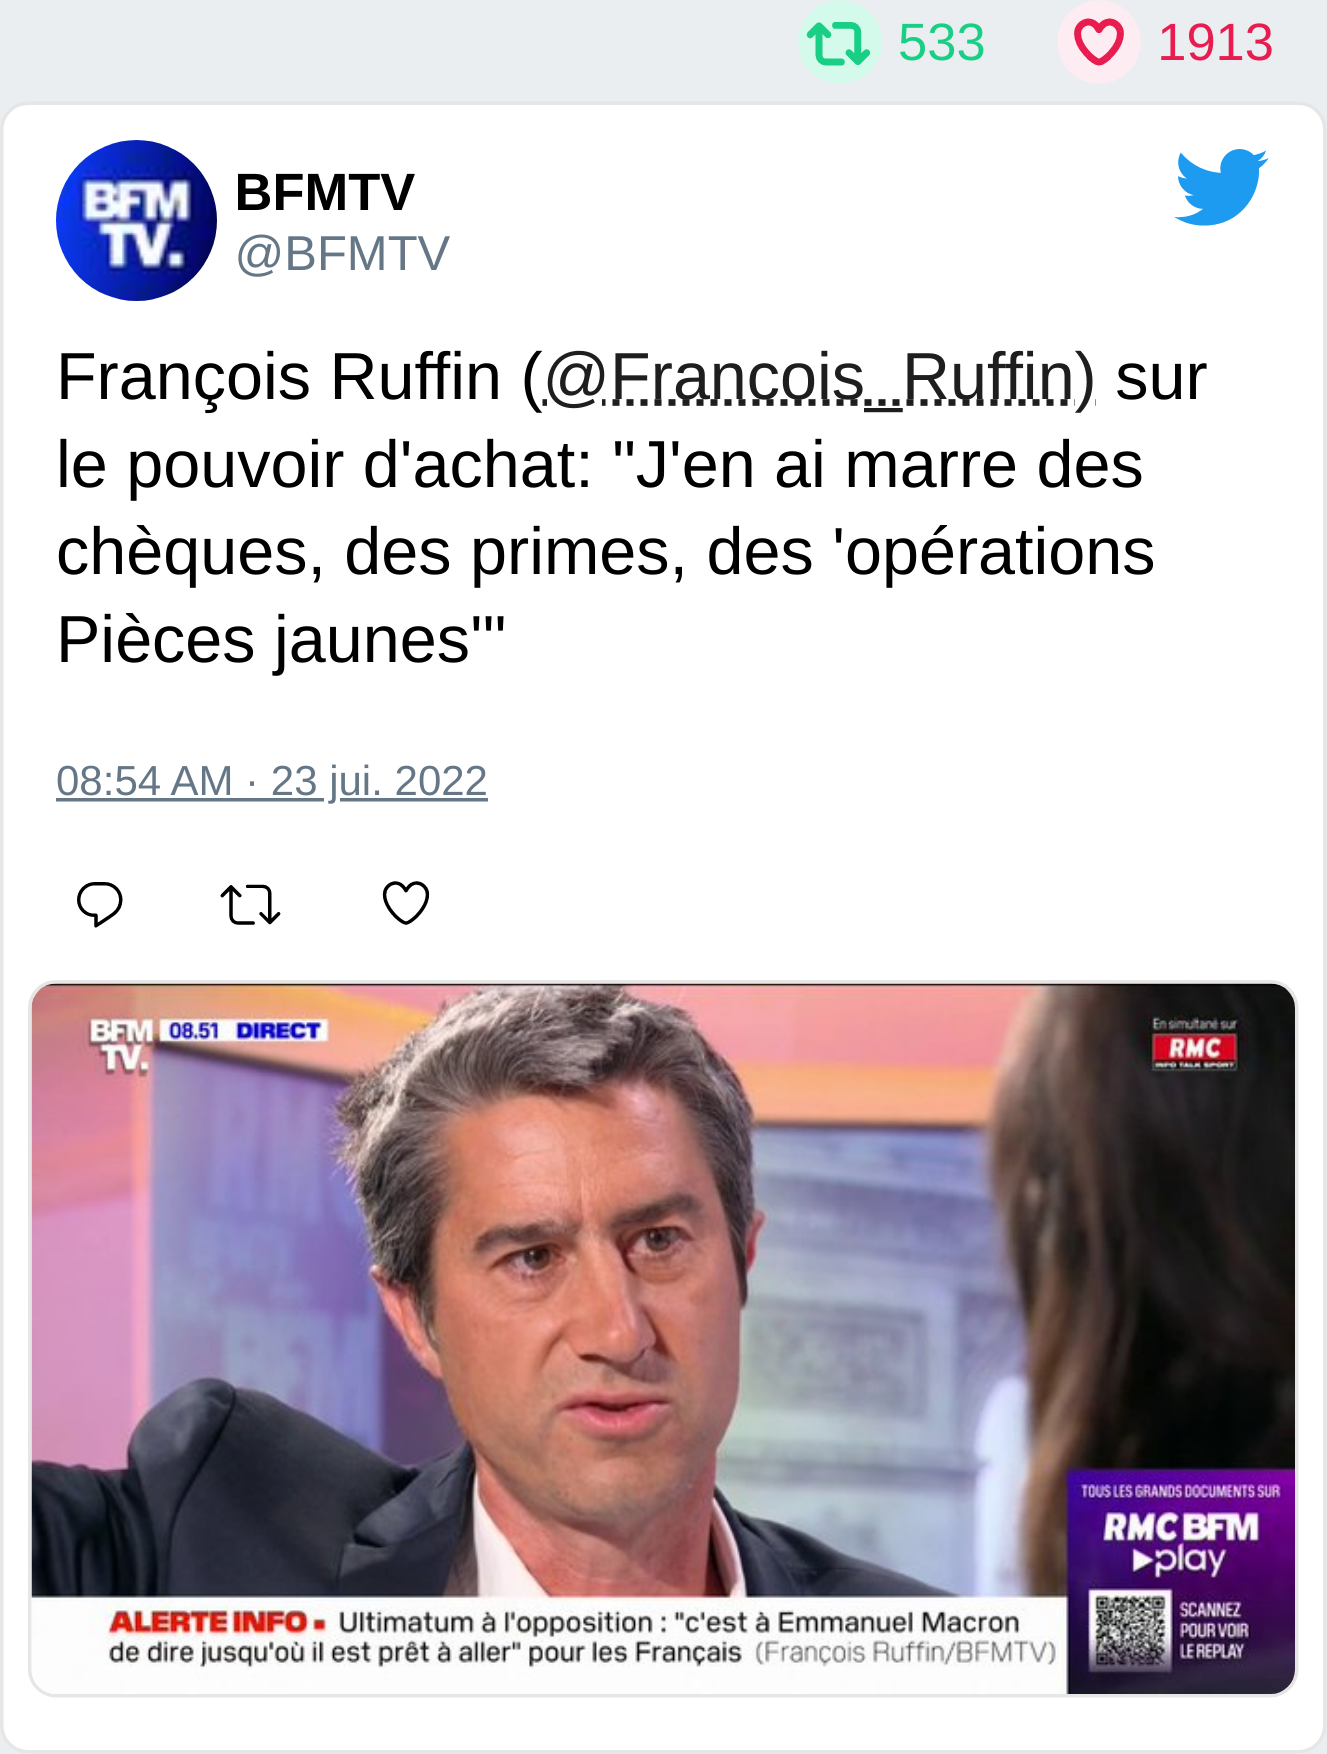 533 1913
BFM
TV.
BFMTV
@BFMTV
François Ruffin (@Francois_Ruffin) sur
le pouvoir d'achat: "J'en ai marre des
chèques, des primes, des 'opérations
Pièces jaunes'"
08:54 AM · 23 jui. 2022
BFM 08.51 DIRECT
TV.
En simultané sur
RMC
INFO TALK SPORT
TOUS LES GRANDS DOCUMENTS SUR
RMC BFM
play
SCANNEZ
POUR VOIR
LE REPLAY
ALERTE INFO ▪ Ultimatum à l'opposition : "c'est à Emmanuel Macron
de dire jusqu'où il est prêt à aller" pour les Français (François Ruffin/BFMTV)